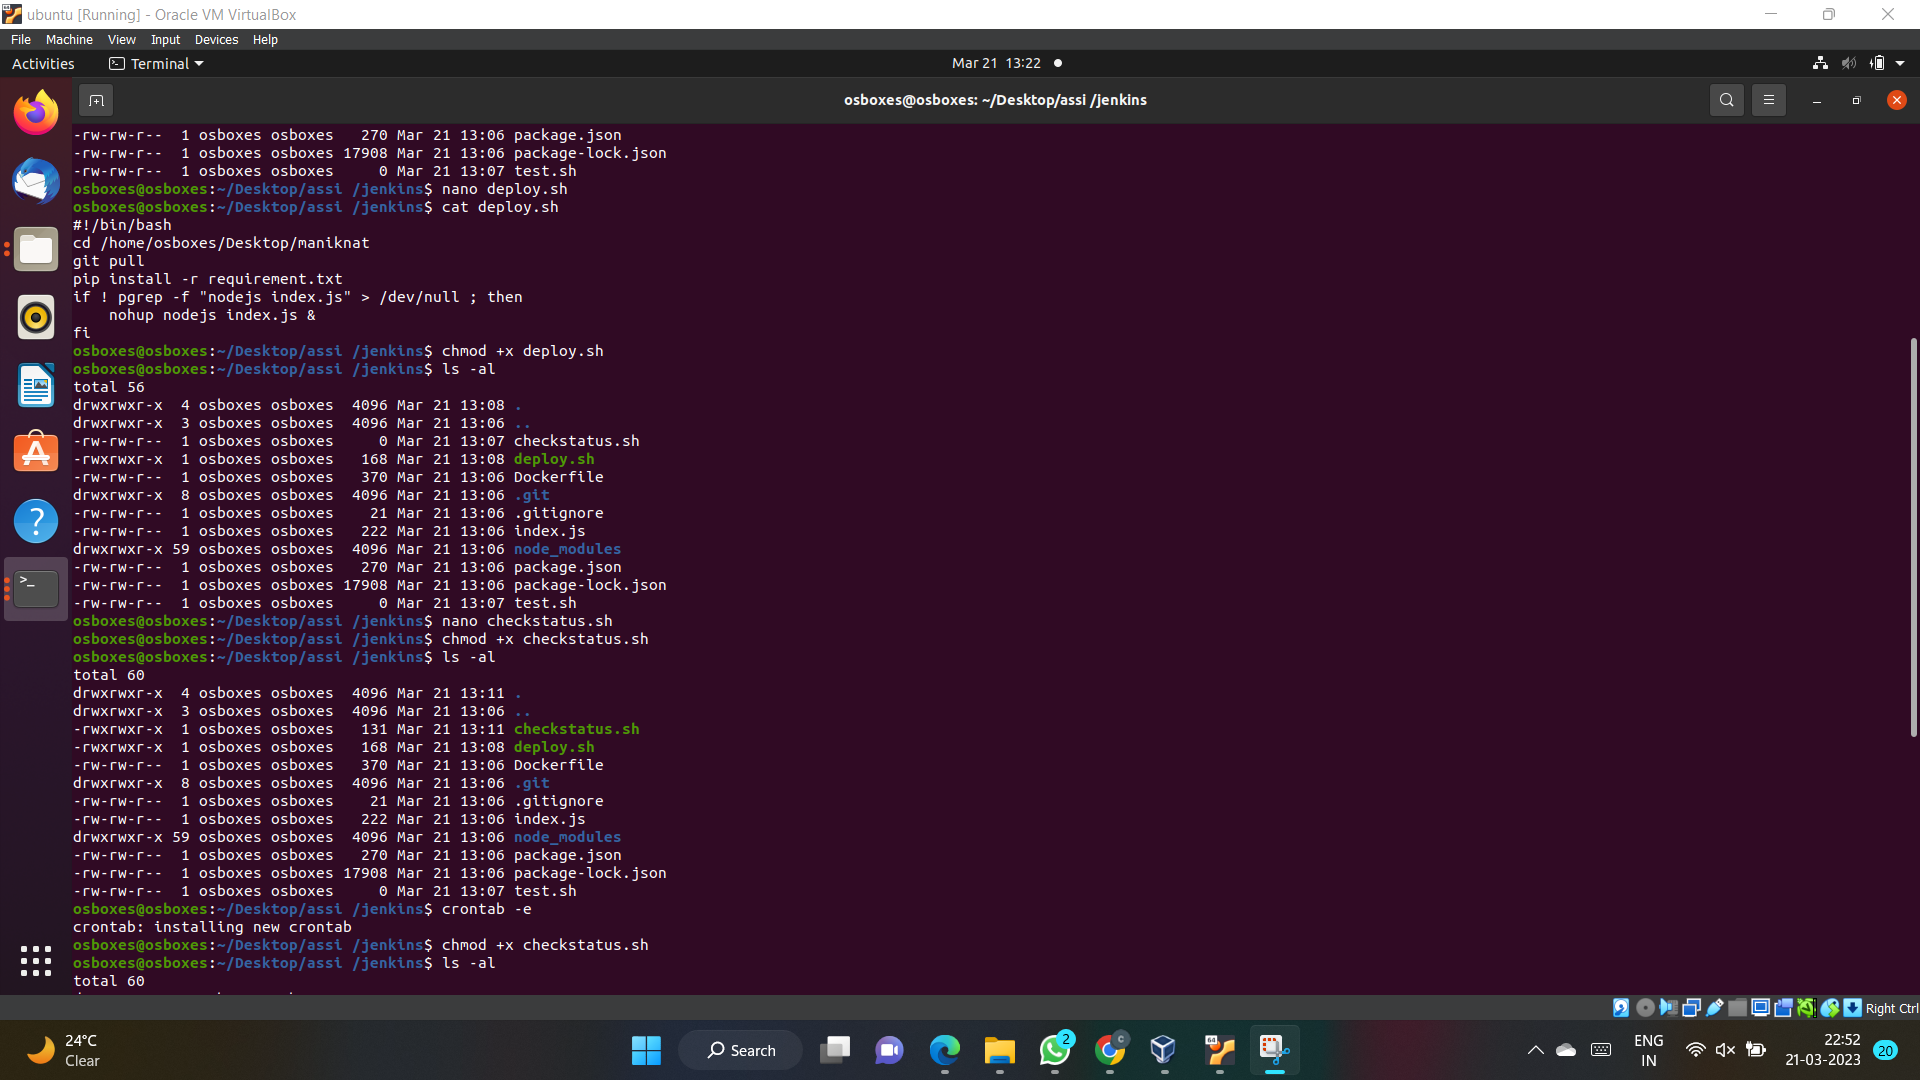 ubuntu [Running] - Oracle VM VirtualBox
File Machine View Input Devices Help
Activities Terminal Mar 21 13:22
osboxes@osboxes: ~/Desktop/assi /jenkins
-rw-rw-r-- 1 osboxes osboxes 270 Mar 21 13:06 package.json
-rw-rw-r-- 1 osboxes osboxes 17908 Mar 21 13:06 package-lock.json
-rw-rw-r-- 1 osboxes osboxes 0 Mar 21 13:07 test.sh
osboxes@osboxes:~/Desktop/assi /jenkins$ nano deploy.sh
osboxes@osboxes:~/Desktop/assi /jenkins$ cat deploy.sh
#!/bin/bash
cd /home/osboxes/Desktop/maniknat
git pull
pip install -r requirement.txt
if ! pgrep -f "nodejs index.js" > /dev/null ; then
nohup nodejs index.js &
fi
osboxes@osboxes:~/Desktop/assi /jenkins$ chmod +x deploy.sh
osboxes@osboxes:~/Desktop/assi /jenkins$ ls -al
total 56
drwxrwxr-x 4 osboxes osboxes 4096 Mar 21 13:08 .
drwxrwxr-x 3 osboxes osboxes 4096 Mar 21 13:06 ..
-rw-rw-r-- 1 osboxes osboxes 0 Mar 21 13:07 checkstatus.sh
-rwxrwxr-x 1 osboxes osboxes 168 Mar 21 13:08 deploy.sh
-rw-rw-r-- 1 osboxes osboxes 370 Mar 21 13:06 Dockerfile
drwxrwxr-x 8 osboxes osboxes 4096 Mar 21 13:06 .git
-rw-rw-r-- 1 osboxes osboxes 21 Mar 21 13:06 .gitignore
-rw-rw-r-- 1 osboxes osboxes 222 Mar 21 13:06 index.js
drwxrwxr-x 59 osboxes osboxes 4096 Mar 21 13:06 node_modules
-rw-rw-r-- 1 osboxes osboxes 270 Mar 21 13:06 package.json
-rw-rw-r-- 1 osboxes osboxes 17908 Mar 21 13:06 package-lock.json
-rw-rw-r-- 1 osboxes osboxes 0 Mar 21 13:07 test.sh
osboxes@osboxes:~/Desktop/assi /jenkins$ nano checkstatus.sh
osboxes@osboxes:~/Desktop/assi /jenkins$ chmod +x checkstatus.sh
osboxes@osboxes:~/Desktop/assi /jenkins$ ls -al
total 60
drwxrwxr-x 4 osboxes osboxes 4096 Mar 21 13:11 .
drwxrwxr-x 3 osboxes osboxes 4096 Mar 21 13:06 ..
-rwxrwxr-x 1 osboxes osboxes 131 Mar 21 13:11 checkstatus.sh
-rwxrwxr-x 1 osboxes osboxes 168 Mar 21 13:08 deploy.sh
-rw-rw-r-- 1 osboxes osboxes 370 Mar 21 13:06 Dockerfile
drwxrwxr-x 8 osboxes osboxes 4096 Mar 21 13:06 .git
-rw-rw-r-- 1 osboxes osboxes 21 Mar 21 13:06 .gitignore
-rw-rw-r-- 1 osboxes osboxes 222 Mar 21 13:06 index.js
drwxrwxr-x 59 osboxes osboxes 4096 Mar 21 13:06 node_modules
-rw-rw-r-- 1 osboxes osboxes 270 Mar 21 13:06 package.json
-rw-rw-r-- 1 osboxes osboxes 17908 Mar 21 13:06 package-lock.json
-rw-rw-r-- 1 osboxes osboxes 0 Mar 21 13:07 test.sh
osboxes@osboxes:~/Desktop/assi /jenkins$ crontab -e
crontab: installing new crontab
osboxes@osboxes:~/Desktop/assi /jenkins$ chmod +x checkstatus.sh
osboxes@osboxes:~/Desktop/assi /jenkins$ ls -al
total 60
Right Ctrl
24°C
Clear
Search
2
C
64
ENG
IN
22:52
21-03-2023
20